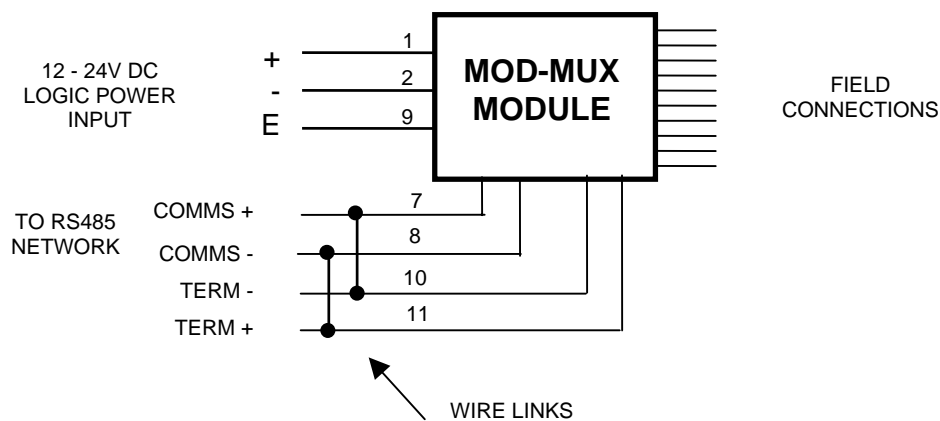 12 - 24V DC
LOGIC POWER
INPUT
+
-
E
1
2
9
MOD-MUX
MODULE
FIELD
CONNECTIONS
TO RS485
NETWORK
COMMS +
COMMS -
TERM -
TERM +
7
8
10
11
WIRE LINKS